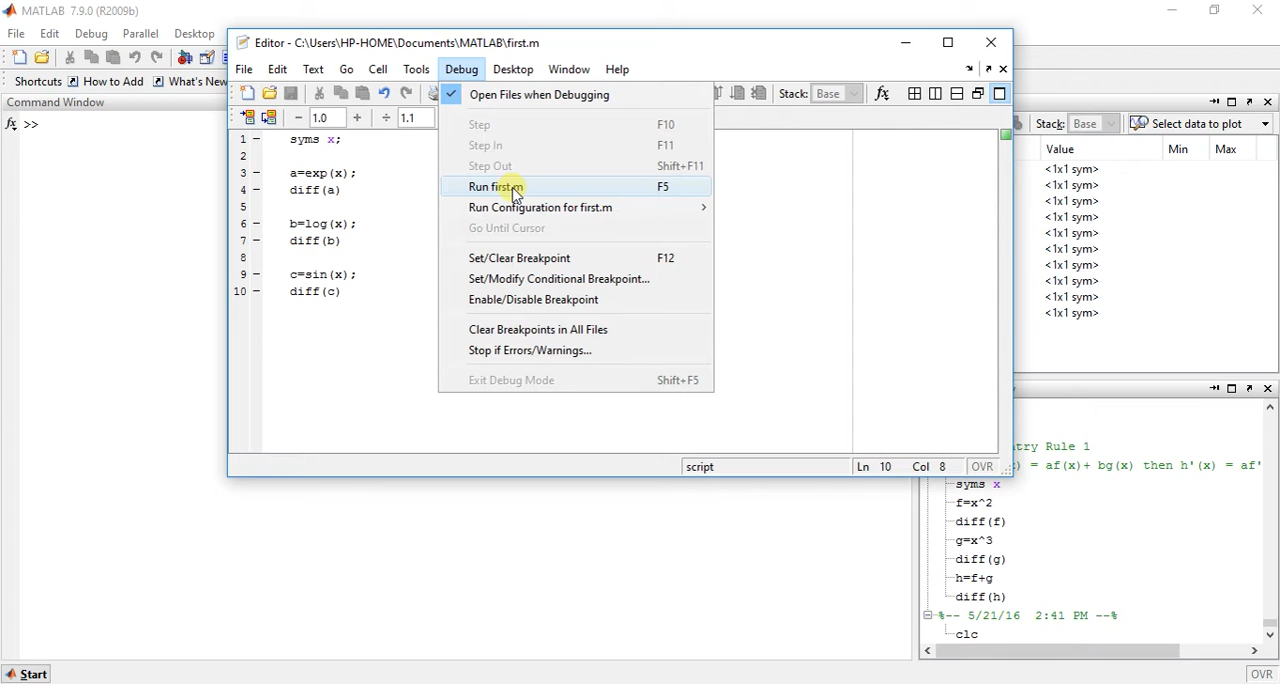 MATLAB 7.9.0 (R2009b)
File Edit Debug Parallel Desktop
Shortcuts How to Add What's New
Command Window
fx >>
Editor - C:\Users\HP-HOME\Documents\MATLAB\first.m
File Edit Text Go Cell Tools Debug Desktop Window Help
Stack: Base fx
− 1.0 + ÷ 1.1
1 − syms x;
2
3 − a=exp(x);
4 − diff(a)
5
6 − b=log(x);
7 − diff(b)
8
9 − c=sin(x);
10 − diff(c)
Open Files when Debugging
Step F10
Step In F11
Step Out Shift+F11
Run first.m F5
Run Configuration for first.m
Go Until Cursor
Set/Clear Breakpoint F12
Set/Modify Conditional Breakpoint...
Enable/Disable Breakpoint
Clear Breakpoints in All Files
Stop if Errors/Warnings...
Exit Debug Mode Shift+F5
script Ln 10 Col 8 OVR
Stack: Base Select data to plot
Value Min Max
<1x1 sym>
<1x1 sym>
<1x1 sym>
<1x1 sym>
<1x1 sym>
<1x1 sym>
<1x1 sym>
<1x1 sym>
<1x1 sym>
<1x1 sym>
Rule 1
= af(x)+ bg(x) then h'(x) = af'
syms x
f=x^2
diff(f)
g=x^3
diff(g)
h=f+g
diff(h)
%-- 5/21/16 2:41 PM --%
clc
Start
OVR